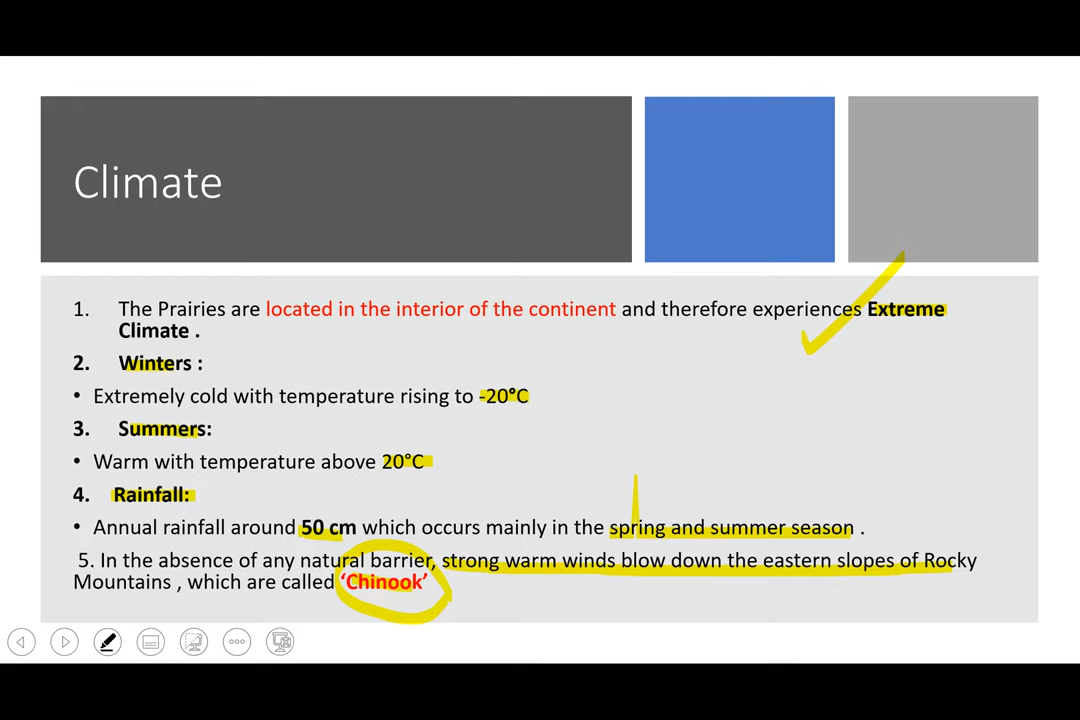 Climate
1. The Prairies are located in the interior of the continent and therefore experiences Extreme
Climate .
2. Winters :
• Extremely cold with temperature rising to -20°C
3. Summers:
• Warm with temperature above 20°C
4. Rainfall:
• Annual rainfall around 50 cm which occurs mainly in the spring and summer season .
5. In the absence of any natural barrier, strong warm winds blow down the eastern slopes of Rocky
Mountains , which are called ‘Chinook’